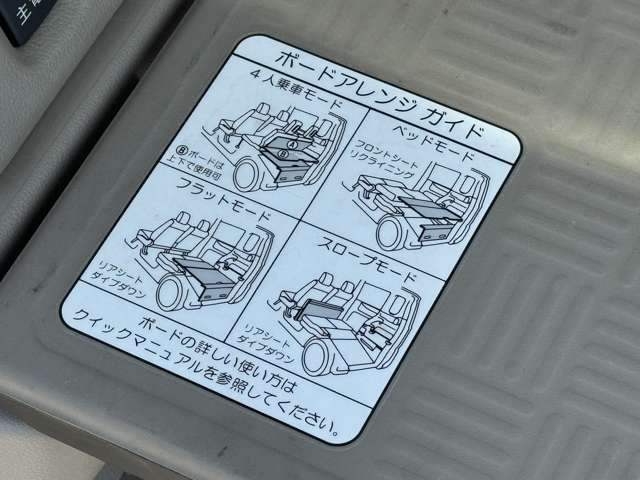 主
ボードアレンジ ガイド
4人乗車モード
Ⓐ
Ⓑ
Ⓑボードは
上下で使用可
ベッドモード
フロントシート
リクライニング
フラットモード
リアシート
ダイブダウン
スロープモード
リアシート
ダイブダウン
ボードの詳しい使い方は
クイックマニュアルを参照してください。